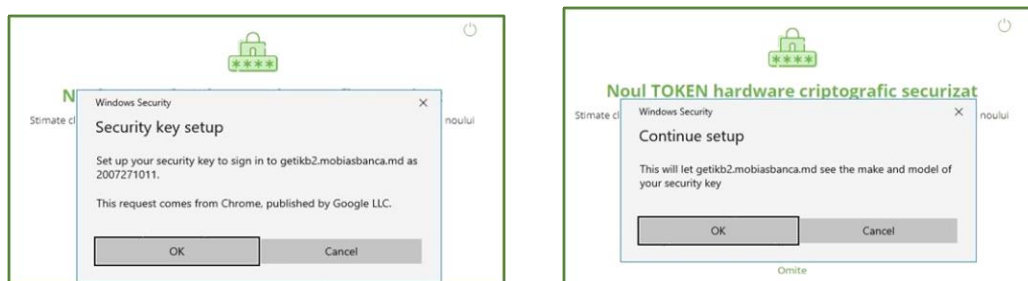 ****
N
Stimate cl
noului
Windows Security
Security key setup
Set up your security key to sign in to getikb2.mobiasbanca.md as
2007271011.
This request comes from Chrome, published by Google LLC.
OK
Cancel
****
Noul TOKEN hardware criptografic securizat
Stimate cl
noului
Windows Security
Continue setup
This will let getikb2.mobiasbanca.md see the make and model of
your security key
OK
Cancel
Omite